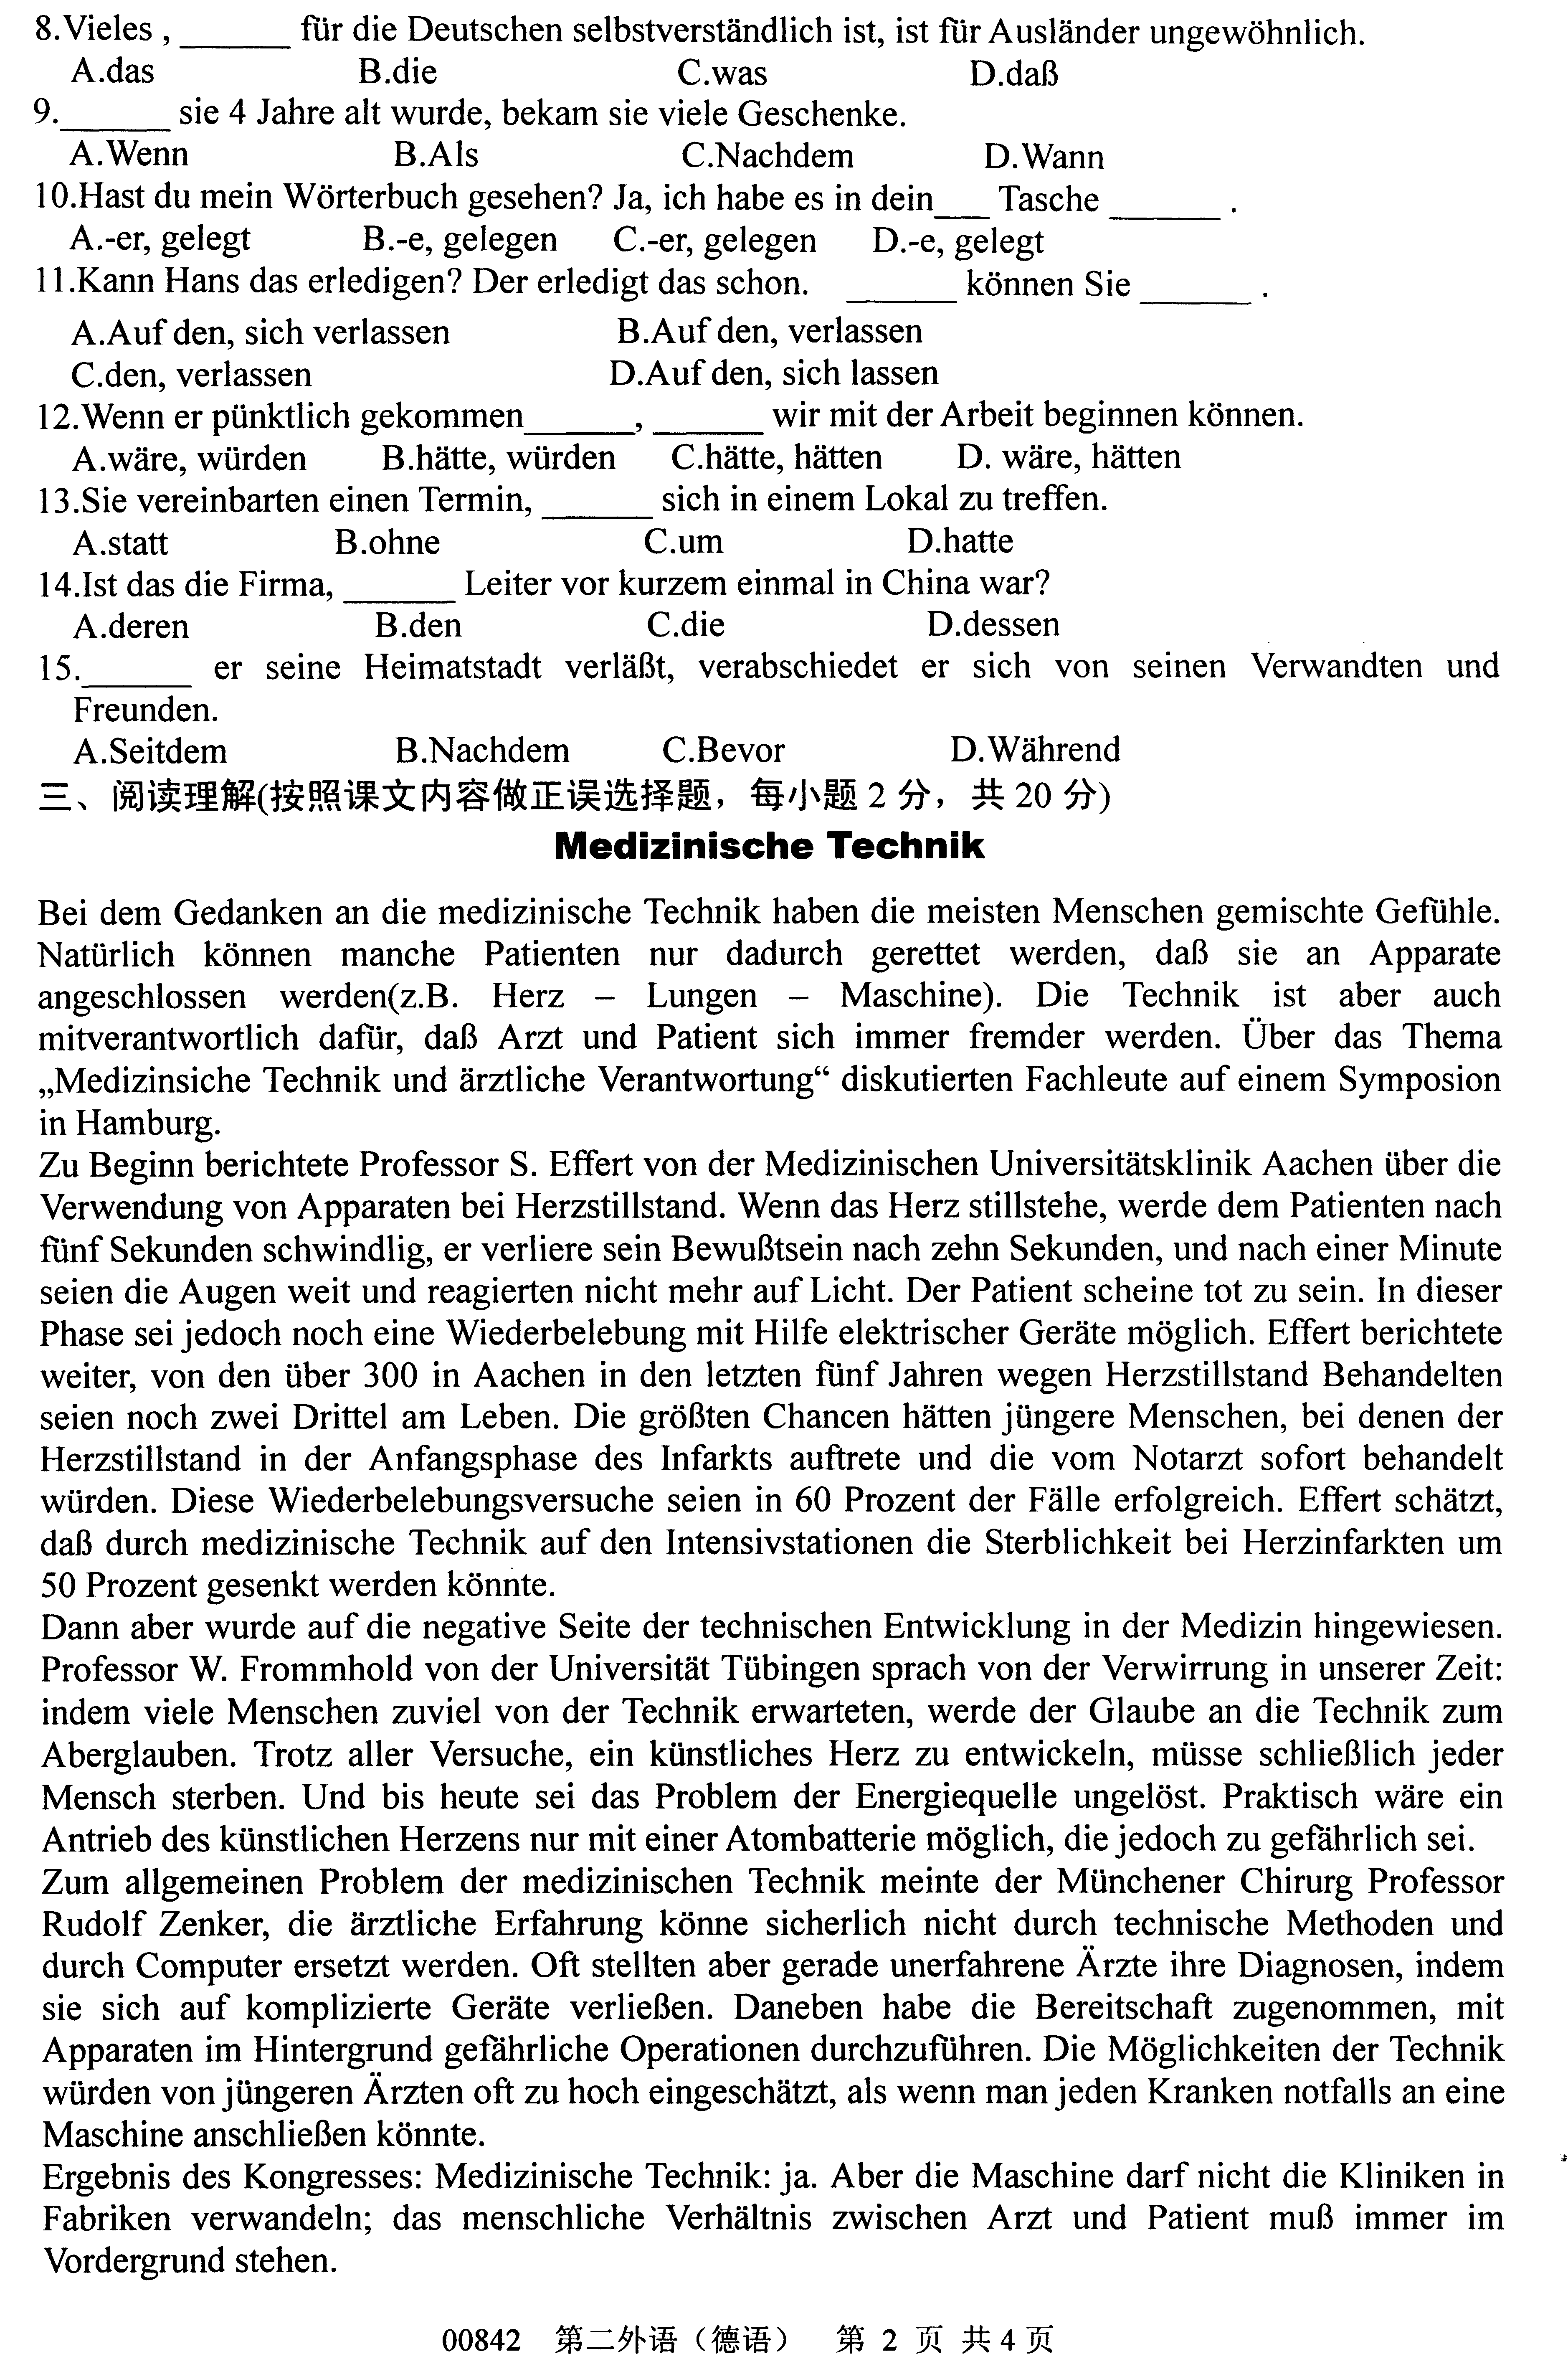 8.Vieles , ______ für die Deutschen selbstverständlich ist, ist für Ausländer ungewöhnlich.
A.das B.die C.was D.daß
9.______ sie 4 Jahre alt wurde, bekam sie viele Geschenke.
A.Wenn B.Als C.Nachdem D.Wann
10.Hast du mein Wörterbuch gesehen? Ja, ich habe es in dein___ Tasche ______ .
A.-er, gelegt B.-e, gelegen C.-er, gelegen D.-e, gelegt
11.Kann Hans das erledigen? Der erledigt das schon. ______ können Sie ______ .
A.Auf den, sich verlassen B.Auf den, verlassen
C.den, verlassen D.Auf den, sich lassen
12.Wenn er pünktlich gekommen______, ______ wir mit der Arbeit beginnen können.
A.wäre, würden B.hätte, würden C.hätte, hätten D. wäre, hätten
13.Sie vereinbarten einen Termin, ______ sich in einem Lokal zu treffen.
A.statt B.ohne C.um D.hatte
14.Ist das die Firma, ______ Leiter vor kurzem einmal in China war?
A.deren B.den C.die D.dessen
15.______ er seine Heimatstadt verläßt, verabschiedet er sich von seinen Verwandten und
Freunden.
A.Seitdem B.Nachdem C.Bevor D.Während
三、阅读理解(按照课文内容做正误选择题，每小题 2 分，共 20 分)
Medizinische Technik
Bei dem Gedanken an die medizinische Technik haben die meisten Menschen gemischte Gefühle.
Natürlich können manche Patienten nur dadurch gerettet werden, daß sie an Apparate
angeschlossen werden(z.B. Herz – Lungen – Maschine). Die Technik ist aber auch
mitverantwortlich dafür, daß Arzt und Patient sich immer fremder werden. Über das Thema
„Medizinsiche Technik und ärztliche Verantwortung“ diskutierten Fachleute auf einem Symposion
in Hamburg.
Zu Beginn berichtete Professor S. Effert von der Medizinischen Universitätsklinik Aachen über die
Verwendung von Apparaten bei Herzstillstand. Wenn das Herz stillstehe, werde dem Patienten nach
fünf Sekunden schwindlig, er verliere sein Bewußtsein nach zehn Sekunden, und nach einer Minute
seien die Augen weit und reagierten nicht mehr auf Licht. Der Patient scheine tot zu sein. In dieser
Phase sei jedoch noch eine Wiederbelebung mit Hilfe elektrischer Geräte möglich. Effert berichtete
weiter, von den über 300 in Aachen in den letzten fünf Jahren wegen Herzstillstand Behandelten
seien noch zwei Drittel am Leben. Die größten Chancen hätten jüngere Menschen, bei denen der
Herzstillstand in der Anfangsphase des Infarkts auftrete und die vom Notarzt sofort behandelt
würden. Diese Wiederbelebungsversuche seien in 60 Prozent der Fälle erfolgreich. Effert schätzt,
daß durch medizinische Technik auf den Intensivstationen die Sterblichkeit bei Herzinfarkten um
50 Prozent gesenkt werden könnte.
Dann aber wurde auf die negative Seite der technischen Entwicklung in der Medizin hingewiesen.
Professor W. Frommhold von der Universität Tübingen sprach von der Verwirrung in unserer Zeit:
indem viele Menschen zuviel von der Technik erwarteten, werde der Glaube an die Technik zum
Aberglauben. Trotz aller Versuche, ein künstliches Herz zu entwickeln, müsse schließlich jeder
Mensch sterben. Und bis heute sei das Problem der Energiequelle ungelöst. Praktisch wäre ein
Antrieb des künstlichen Herzens nur mit einer Atombatterie möglich, die jedoch zu gefährlich sei.
Zum allgemeinen Problem der medizinischen Technik meinte der Münchener Chirurg Professor
Rudolf Zenker, die ärztliche Erfahrung könne sicherlich nicht durch technische Methoden und
durch Computer ersetzt werden. Oft stellten aber gerade unerfahrene Ärzte ihre Diagnosen, indem
sie sich auf komplizierte Geräte verließen. Daneben habe die Bereitschaft zugenommen, mit
Apparaten im Hintergrund gefährliche Operationen durchzuführen. Die Möglichkeiten der Technik
würden von jüngeren Ärzten oft zu hoch eingeschätzt, als wenn man jeden Kranken notfalls an eine
Maschine anschließen könnte.
Ergebnis des Kongresses: Medizinische Technik: ja. Aber die Maschine darf nicht die Kliniken in
Fabriken verwandeln; das menschliche Verhältnis zwischen Arzt und Patient muß immer im
Vordergrund stehen.
00842 第二外语（德语） 第 2 页 共 4 页